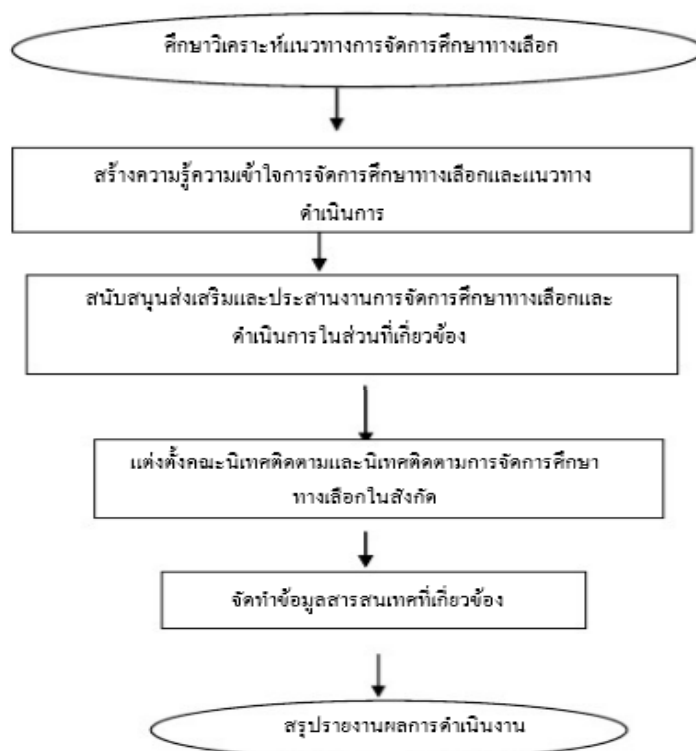 ศึกษาวิเคราะห์แนวทางการจัดการศึกษาทางเลือก
สร้างความรู้ความเข้าใจการจัดการศึกษาทางเลือกและแนวทาง
ดำเนินการ
สนับสนุนส่งเสริมและประสานงานการจัดการศึกษาทางเลือกและ
ดำเนินการในส่วนที่เกี่ยวข้อง
แต่งตั้งคณะนิเทศติดตามและนิเทศติดตามการจัดการศึกษา
ทางเลือกในสังกัด
จัดทำข้อมูลสารสนเทศที่เกี่ยวข้อง
สรุปรายงานผลการดำเนินงาน